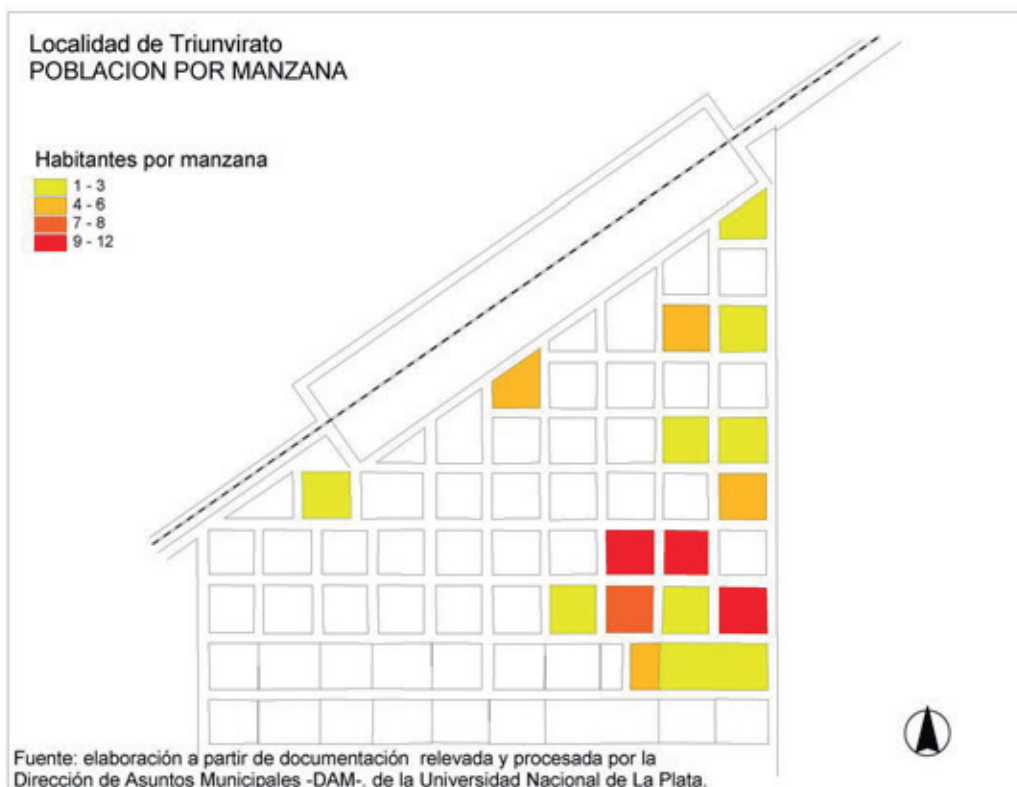 Localidad de Triunvirato
POBLACION POR MANZANA
Habitantes por manzana
1 - 3
4 - 6
7 - 8
9 - 12
Fuente: elaboración a partir de documentación relevada y procesada por la
Dirección de Asuntos Municipales -DAM-, de la Universidad Nacional de La Plata.